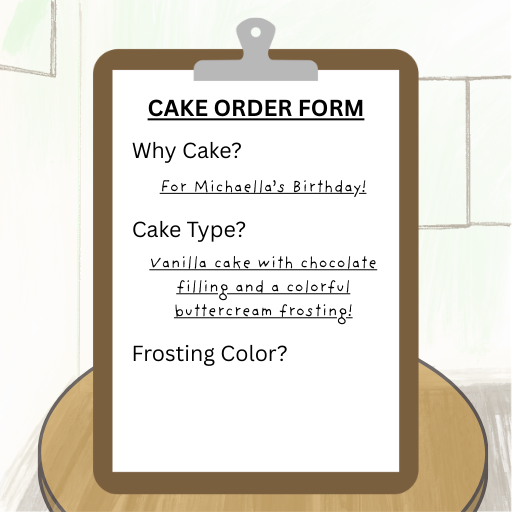 CAKE ORDER FORM
Why Cake?
For Michaella's Birthday!
Cake Type?
Vanilla cake with chocolate
filling and a colorful
buttercream frosting!
Frosting Color?